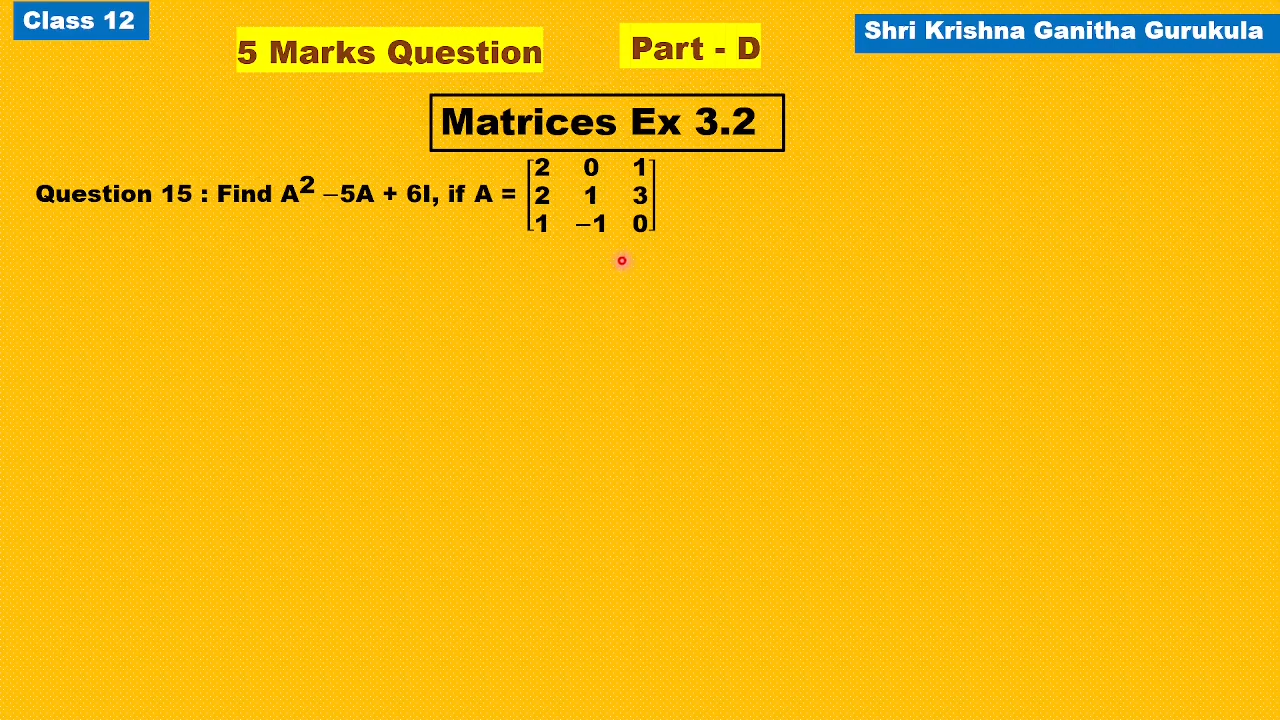 Class 12
5 Marks Question
Part - D
Shri Krishna Ganitha Gurukula
Matrices Ex 3.2
Question 15 : Find A² –5A + 6I, if A = [2 0 1
2 1 3
1 –1 0]